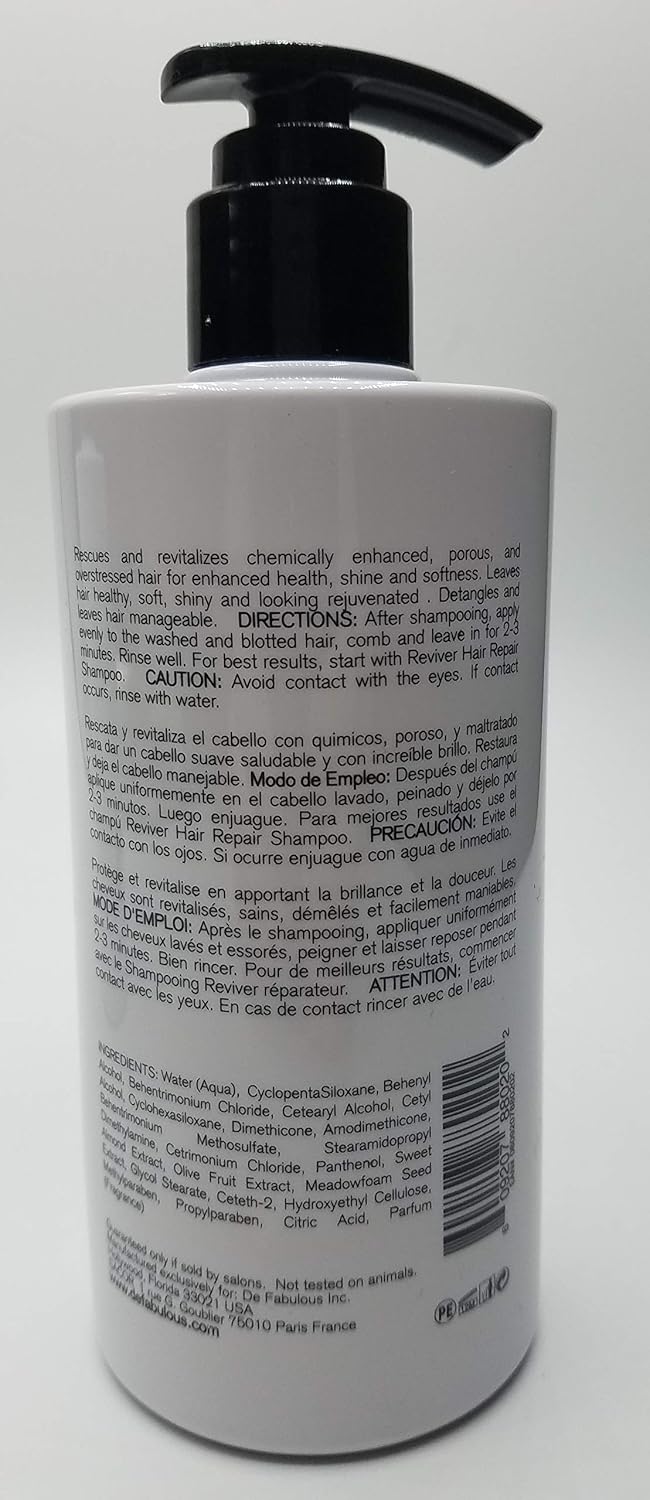 Rescues and revitalizes chemically enhanced, porous, and
overstressed hair for enhanced health, shine and softness. Leaves
hair healthy, soft, shiny and looking rejuvenated . Detangles and
leaves hair manageable. DIRECTIONS: After shampooing, apply
evenly to the washed and blotted hair, comb and leave in for 2-3
minutes. Rinse well. For best results, start with Reviver Hair Repair
Shampoo. CAUTION: Avoid contact with the eyes. If contact
occurs, rinse with water.
Rescata y revitaliza el cabello con quimicos, poroso, y maltratado
para dar un cabello suave saludable y con increíble brillo. Restaura
y deja el cabello manejable. Modo de Empleo: Después del champú
aplique uniformemente en el cabello lavado, peinado y déjelo por
2-3 minutos. Luego enjuague. Para mejores resultados use el
champú Reviver Hair Repair Shampoo. PRECAUCIÓN: Evite el
contacto con los ojos. Si ocurre enjuague con agua de inmediato.
Protège et revitalise en apportant la brillance et la douceur. Les
cheveux sont revitalisés, sains, démêlés et facilement maniables.
MODE D'EMPLOI: Après le shampooing, appliquer uniformément
sur les cheveux lavés et essorés, peigner et laisser reposer pendant
2-3 minutes. Bien rincer. Pour de meilleurs résultats, commencer
avec le Shampooing Reviver réparateur. ATTENTION: Éviter tout
contact avec les yeux. En cas de contact rincer avec de l'eau.
INGREDIENTS: Water (Aqua), CyclopentaSiloxane, Behenyl
Alcohol, Behentrimonium Chloride, Cetearyl Alcohol, Cetyl
Alcohol, Cyclohexasiloxane, Dimethicone, Amodimethicone,
Behentrimonium Methosulfate, Stearamidopropyl
Dimethylamine, Cetrimonium Chloride, Panthenol, Sweet
Almond Extract, Olive Fruit Extract, Meadowfoam Seed
Extract, Glycol Stearate, Ceteth-2, Hydroxyethyl Cellulose,
Methylparaben, Propylparaben, Citric Acid, Parfum
(Fragrance)
6 09207 88020 2
Guaranteed only if sold by salons. Not tested on animals.
Manufactured exclusively for: De Fabulous Inc.
Hollywood, Florida 33021 USA
1 rue G. Goublier 75010 Paris France
www.defabulous.com
PE